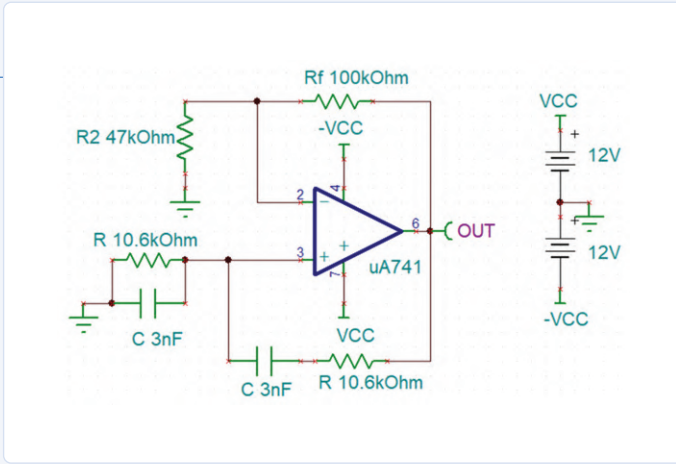 Rf 100kOhm
-VCC
VCC
+
12V
R2 47kOhm
2
4
−
6
OUT
+
12V
R 10.6kOhm
3
+
+
uA741
7
C 3nF
VCC
-VCC
C 3nF
R 10.6kOhm